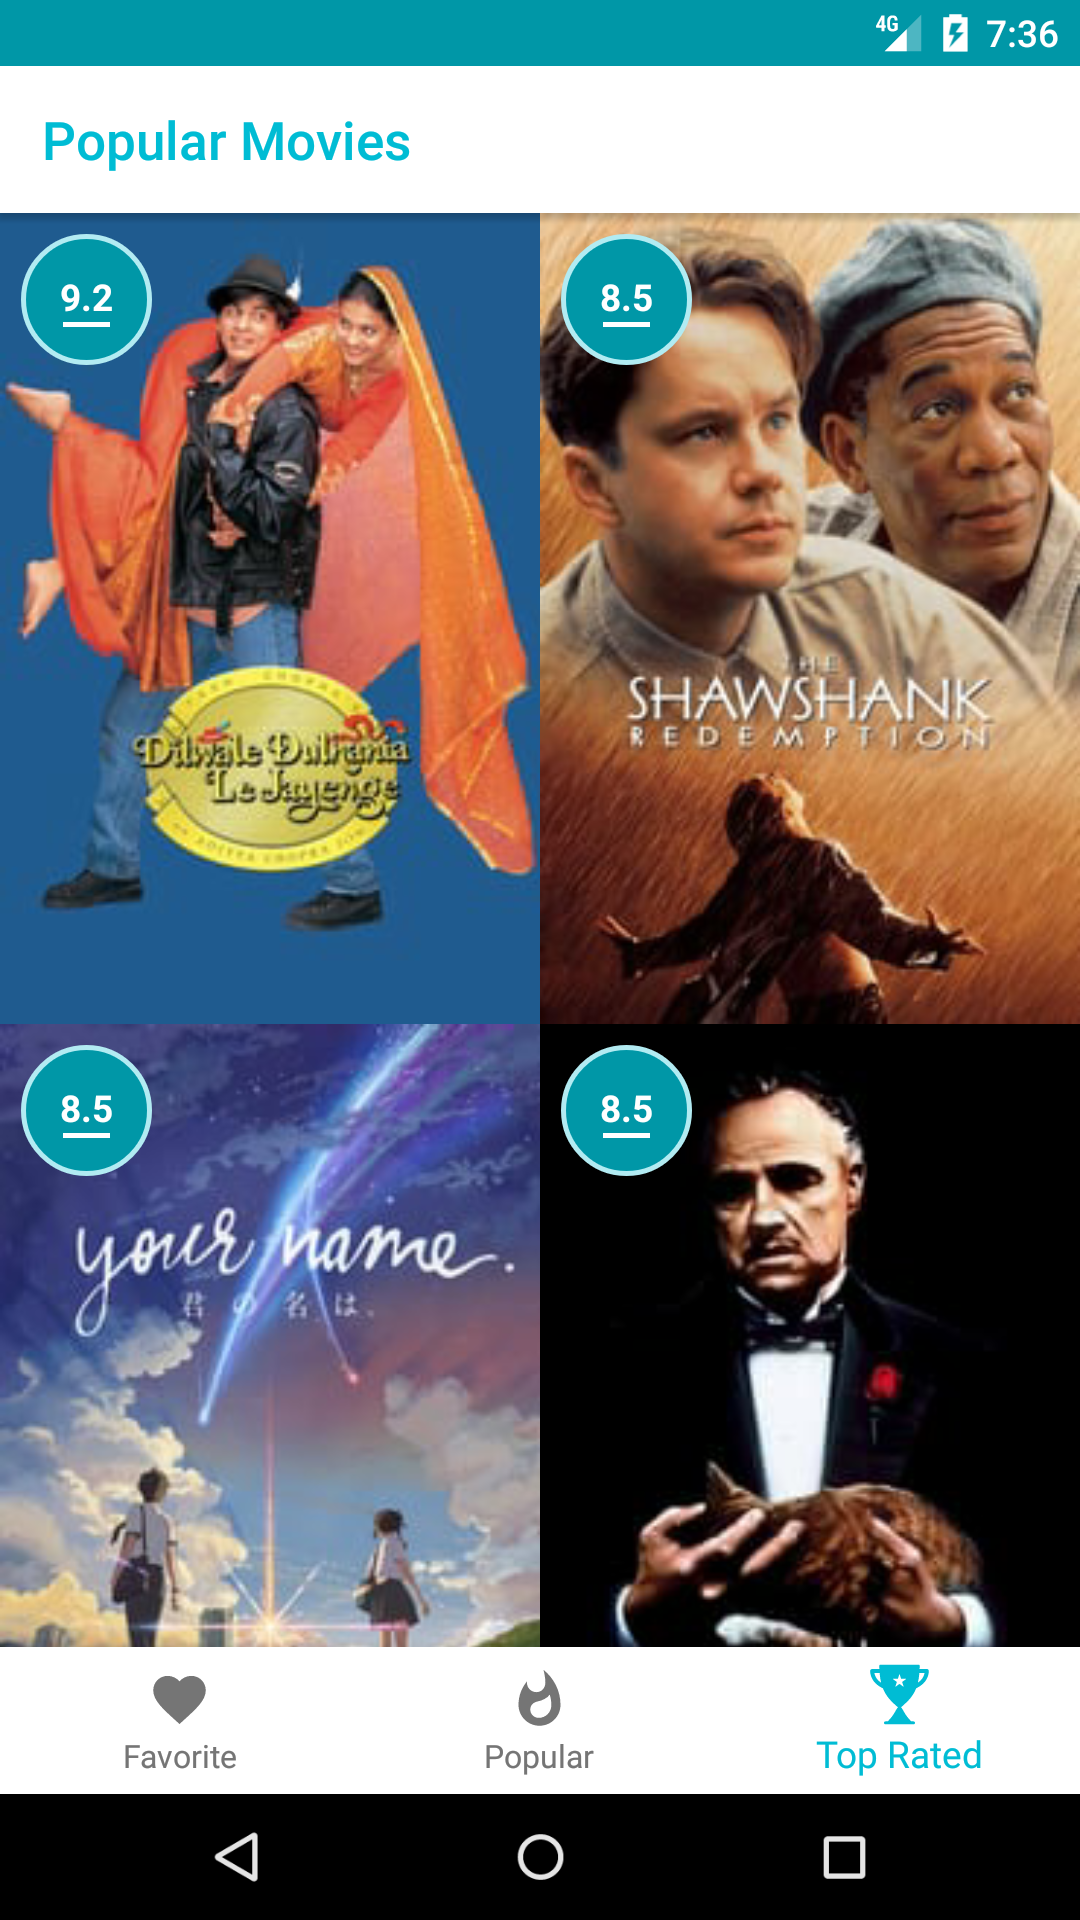 4G 7:36
Popular Movies
9.2
8.5
Dilwale Dulhania
Le Jayenge
THE
SHAWSHANK
REDEMPTION
8.5
8.5
your name.
君の名は。
Favorite
Popular
Top Rated